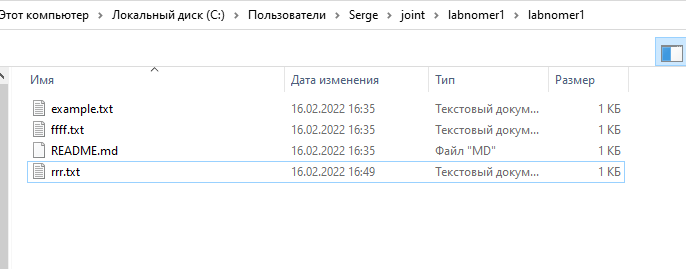 Этот компьютер > Локальный диск (C:) > Пользователи > Serge > joint > labnomer1 > labnomer1
Имя Дата изменения Тип Размер
example.txt 16.02.2022 16:35 Текстовый докум... 1 КБ
ffff.txt 16.02.2022 16:35 Текстовый докум... 1 КБ
README.md 16.02.2022 16:35 Файл "MD" 1 КБ
rrr.txt 16.02.2022 16:49 Текстовый докум... 1 КБ